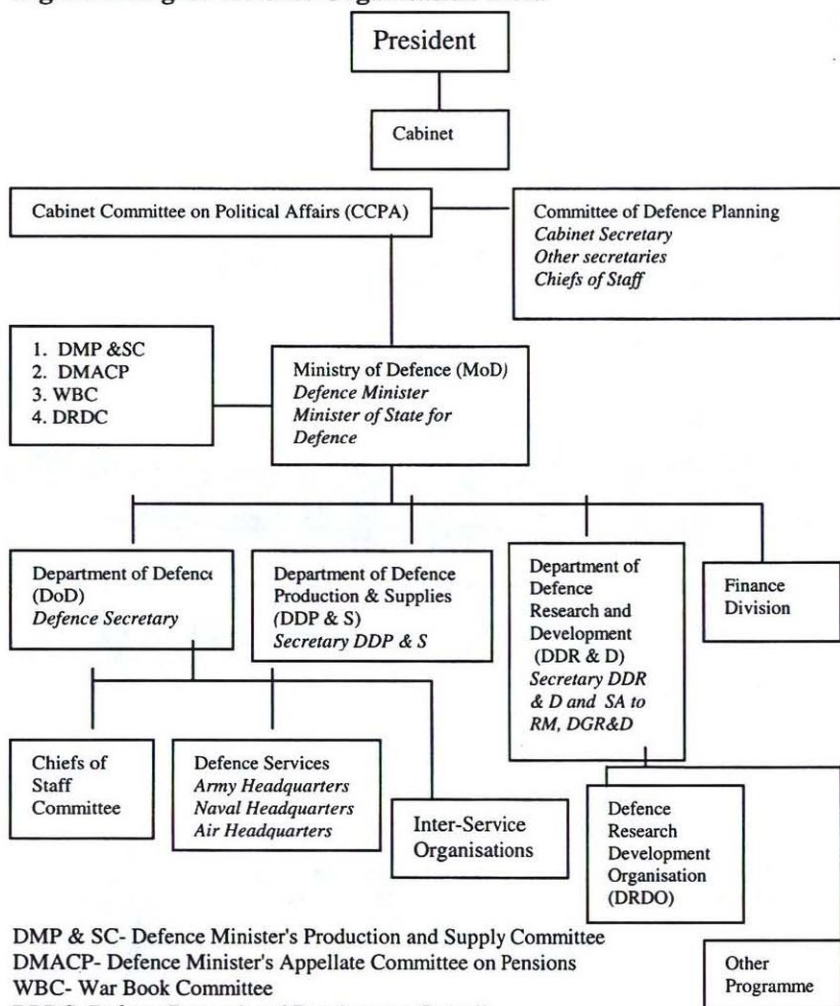 President
Cabinet
Cabinet Committee on Political Affairs (CCPA)
Committee of Defence Planning
Cabinet Secretary
Other secretaries
Chiefs of Staff
1. DMP &SC
2. DMACP
3. WBC
4. DRDC
Ministry of Defence (MoD)
Defence Minister
Minister of State for
Defence
Department of Defence
(DoD)
Defence Secretary
Department of Defence
Production & Supplies
(DDP & S)
Secretary DDP & S
Department of
Defence
Research and
Development
(DDR & D)
Secretary DDR
& D and SA to
RM, DGR&D
Finance
Division
Chiefs of
Staff
Committee
Defence Services
Army Headquarters
Naval Headquarters
Air Headquarters
Inter-Service
Organisations
Defence
Research
Development
Organisation
(DRDO)
DMP & SC- Defence Minister's Production and Supply Committee
DMACP- Defence Minister's Appellate Committee on Pensions
WBC- War Book Committee
Other
Programme